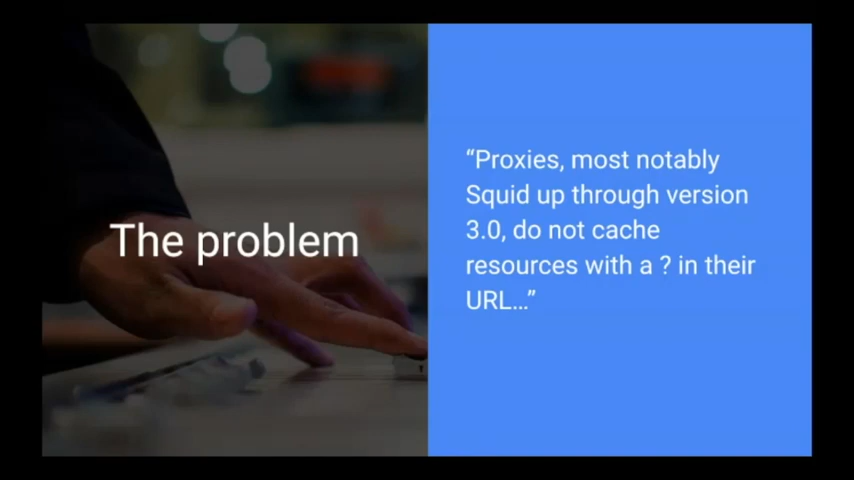 The problem
“Proxies, most notably
Squid up through version
3.0, do not cache
resources with a ? in their
URL…”